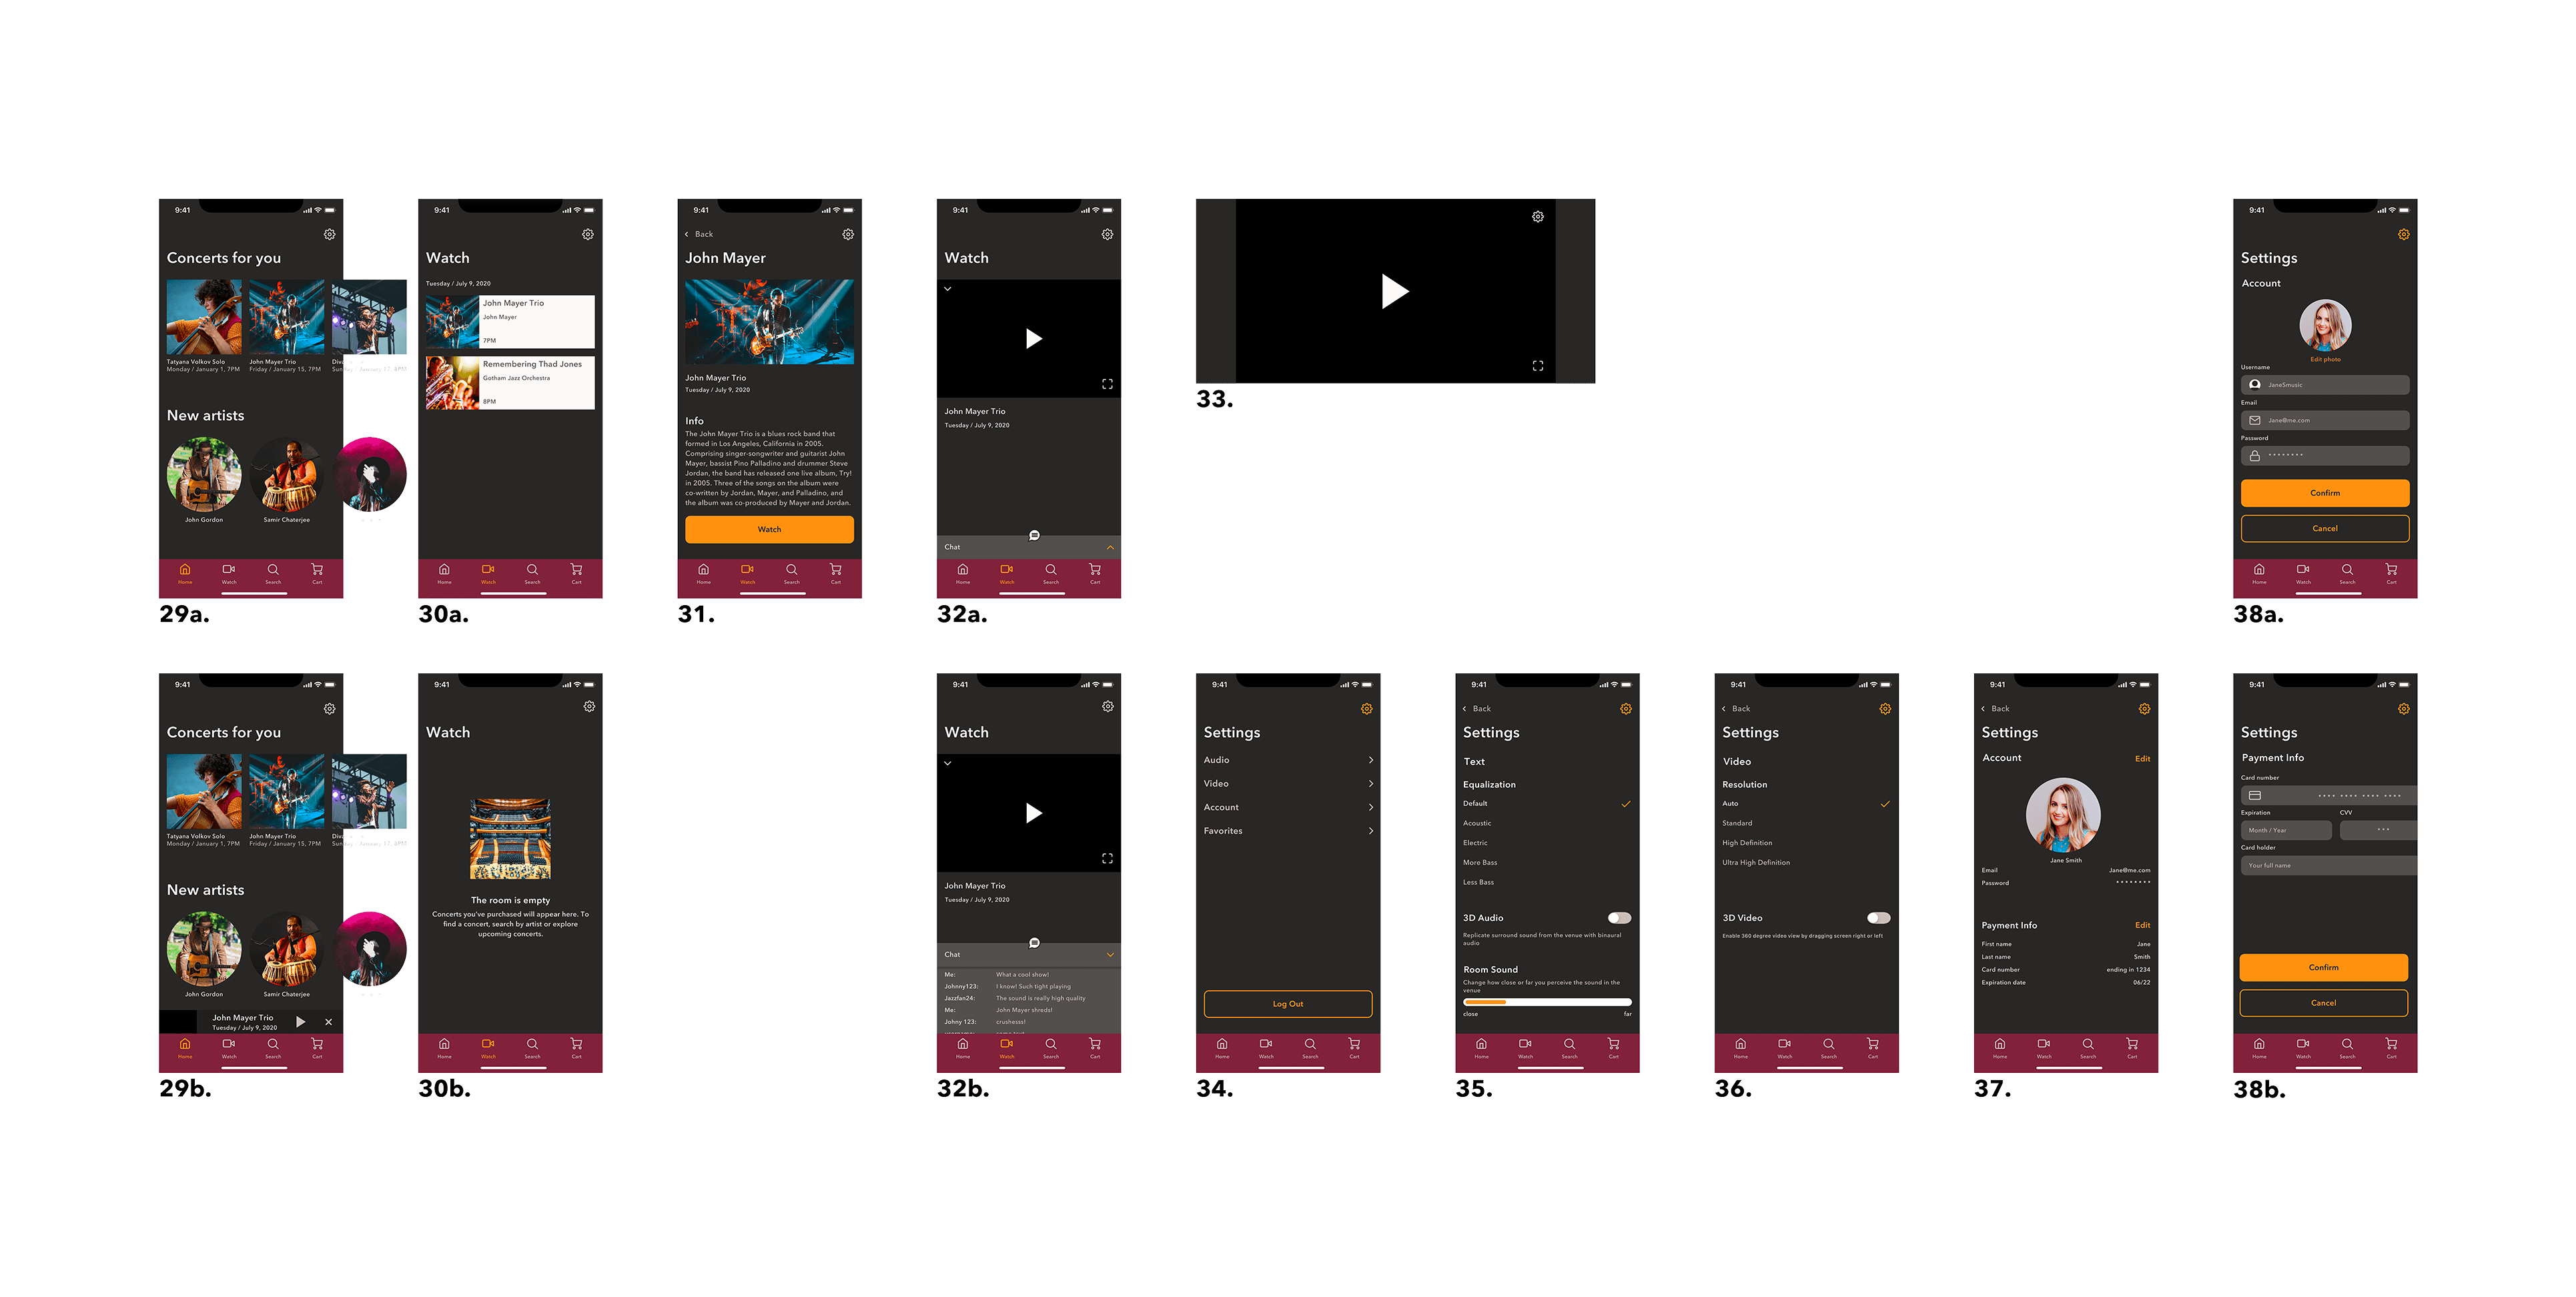 9:41
Concerts for you
Tatyana Volkov Solo
Monday / January 1, 7PM
John Mayer Trio
Friday / January 15, 7PM
Sunday / January 17, 8PM
New artists
John Gordon
Samir Chaterjee
Home
Watch
Search
Cart
29a.
9:41
Watch
Tuesday / July 9, 2020
John Mayer Trio
John Mayer
7PM
Remembering Thad Jones
Gotham Jazz Orchestra
8PM
Home
Watch
Search
Cart
30a.
9:41
Back
John Mayer
John Mayer Trio
Tuesday / July 9, 2020
Info
The John Mayer Trio is a blues rock band that
formed in Los Angeles, California in 2005.
Comprising singer-songwriter and guitarist John
Mayer, bassist Pino Palladino and drummer Steve
Jordan, the band has released one live album, Try!
in 2005. Three of the songs on the album were
co-written by Jordan, Mayer, and Palladino, and
the album was co-produced by Mayer and Jordan.
Watch
Home
Watch
Search
Cart
31.
9:41
Watch
John Mayer Trio
Tuesday / July 9, 2020
Chat
Home
Watch
Search
Cart
32a.
33.
9:41
Settings
Account
Edit photo
Username
Jane5music
Email
Jane@me.com
Password
Confirm
Cancel
Home
Watch
Search
Cart
38a.
9:41
Concerts for you
Tatyana Volkov Solo
Monday / January 1, 7PM
John Mayer Trio
Friday / January 15, 7PM
Sunday / January 17, 8PM
New artists
John Gordon
Samir Chaterjee
John Mayer Trio
Tuesday / July 9, 2020
Home
Watch
Search
Cart
29b.
9:41
Watch
The room is empty
Concerts you've purchased will appear here. To
find a concert, search by artist or explore
upcoming concerts.
Home
Watch
Search
Cart
30b.
9:41
Watch
John Mayer Trio
Tuesday / July 9, 2020
Chat
Me: What a cool show!
Johnny123: I know! Such tight playing
Jazzfan24: The sound is really high quality
Me: John Mayer shreds!
Johny 123: crushesss!
Home
Watch
Search
Cart
32b.
9:41
Settings
Audio
Video
Account
Favorites
Log Out
Home
Watch
Search
Cart
34.
9:41
Back
Settings
Text
Equalization
Default
Acoustic
Electric
More Bass
Less Bass
3D Audio
Replicate surround sound from the venue with binaural
audio
Room Sound
Change how close or far you perceive the sound in the
venue
close far
Home
Watch
Search
Cart
35.
9:41
Back
Settings
Video
Resolution
Auto
Standard
High Definition
Ultra High Definition
3D Video
Enable 360 degree video view by dragging screen right or left
Home
Watch
Search
Cart
36.
9:41
Back
Settings
Account Edit
Jane Smith
Email Jane@me.com
Password
Payment Info Edit
First name Jane
Last name Smith
Card number ending in 1234
Expiration date 06/22
Home
Watch
Search
Cart
37.
9:41
Settings
Payment Info
Card number
Expiration CVV
Month / Year
Card holder
Your full name
Confirm
Cancel
Home
Watch
Search
Cart
38b.